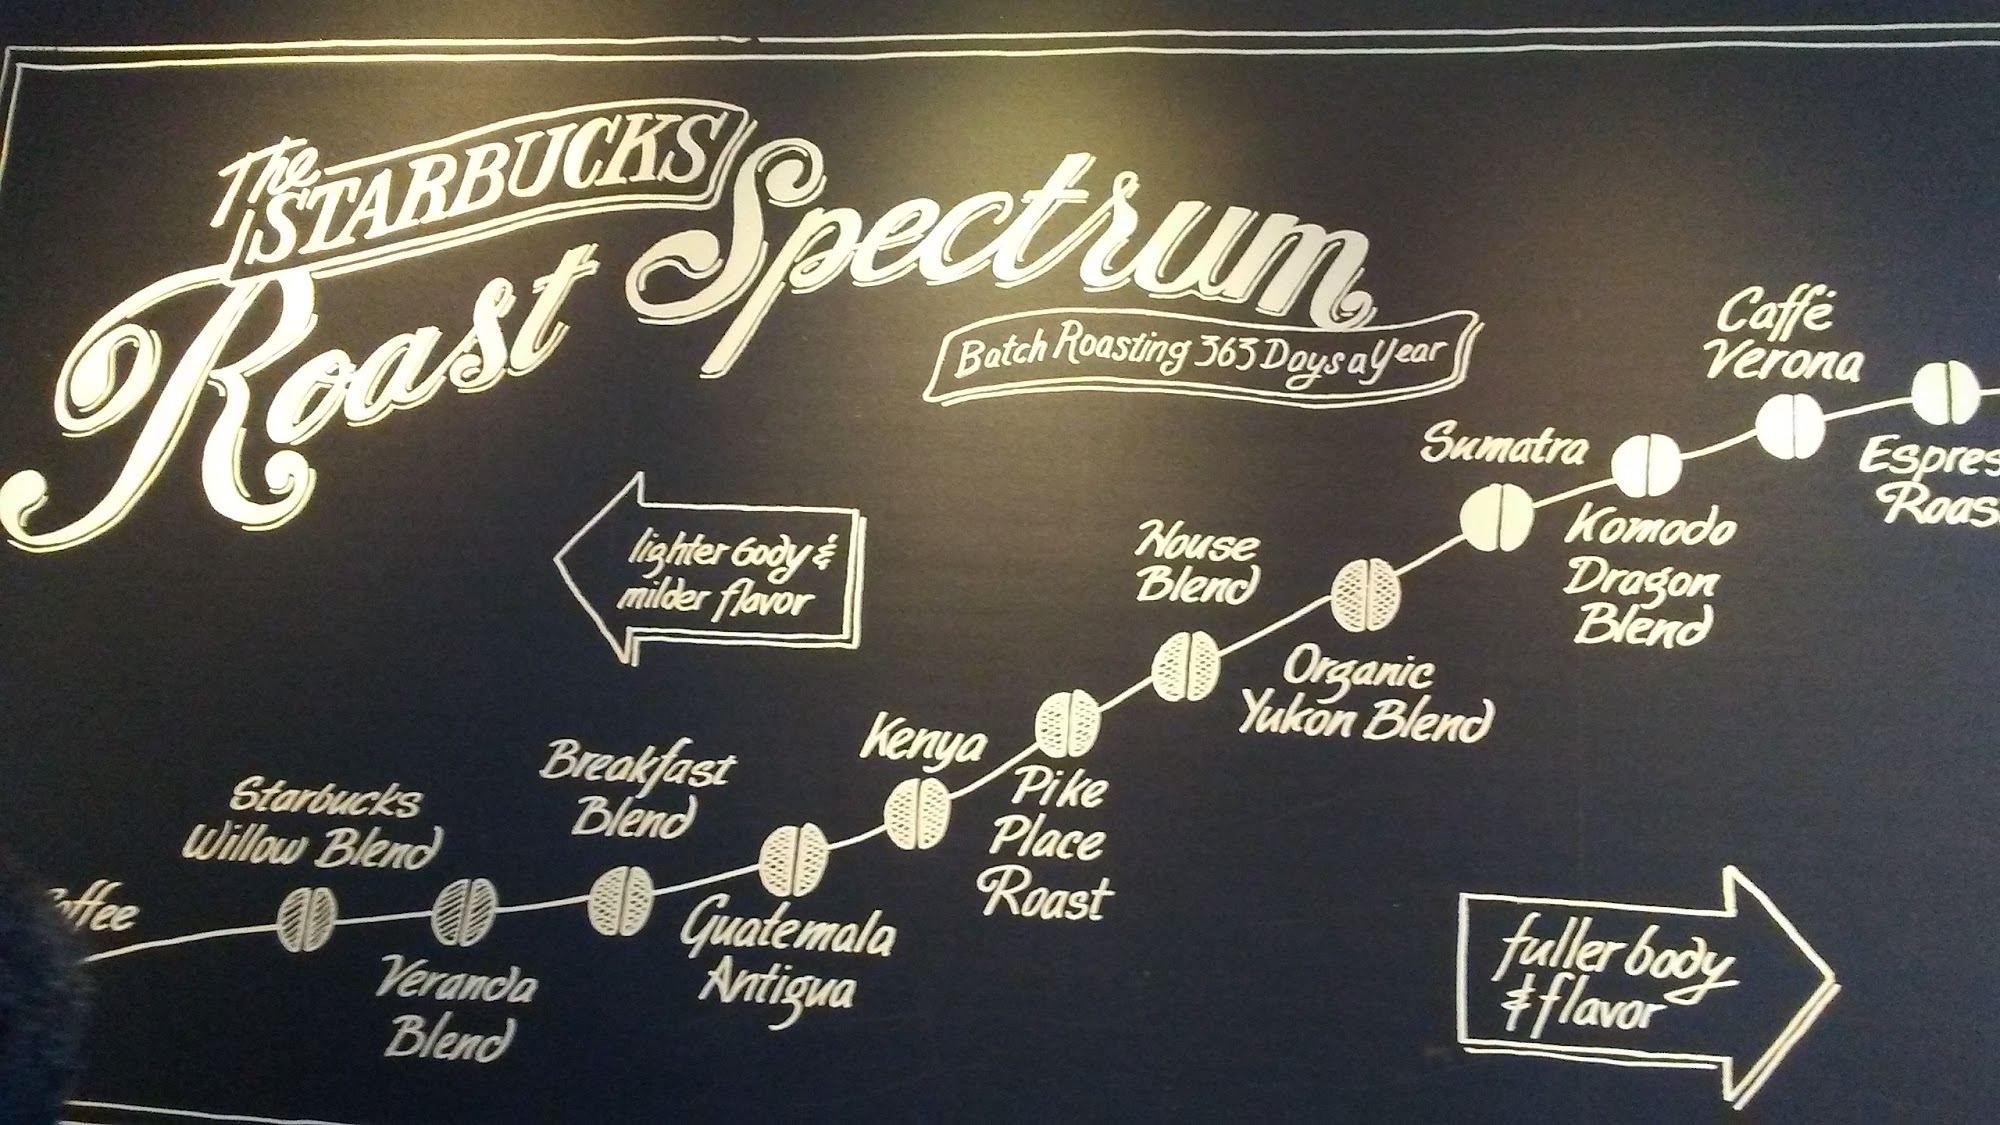 The
STARBUCKS
Roast Spectrum
Batch Roasting 363 Days a Year
lighter body &
milder flavor
Starbucks
Willow Blend
Veranda
Blend
Breakfast
Blend
Guatemala
Antigua
Kenya
Pike
Place
Roast
House
Blend
Organic
Yukon Blend
Sumatra
Komodo
Dragon
Blend
Caffé
Verona
Espres
Roas
fuller body
& flavor